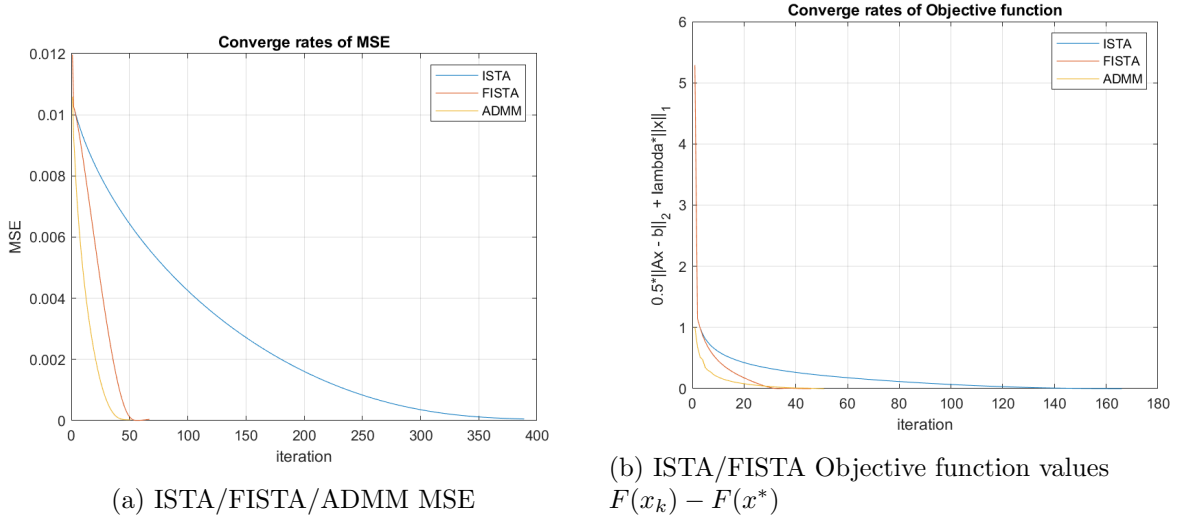 Converge rates of MSE
0.012
0.01
0.008
0.006
0.004
0.002
0
MSE
0 50 100 150 200 250 300 350 400
iteration
ISTA
FISTA
ADMM
(a) ISTA/FISTA/ADMM MSE
Converge rates of Objective function
6
5
4
3
2
1
0
0.5*||Ax - b||_2 + lambda*||x||_1
0 20 40 60 80 100 120 140 160 180
iteration
ISTA
FISTA
ADMM
(b) ISTA/FISTA Objective function values
F(x_k) − F(x*)